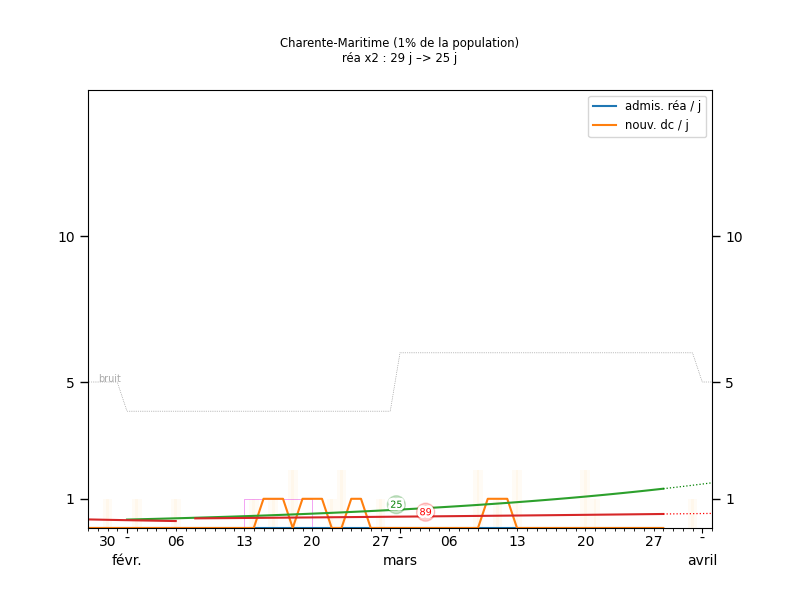 Charente-Maritime (1% de la population)
réa x2 : 29 j –> 25 j
admis. réa / j
nouv. dc / j
10 10
bruit
5 5
25
89
1 1
30 - 06 13 20 27 - 06 13 20 27 -
févr. mars avril